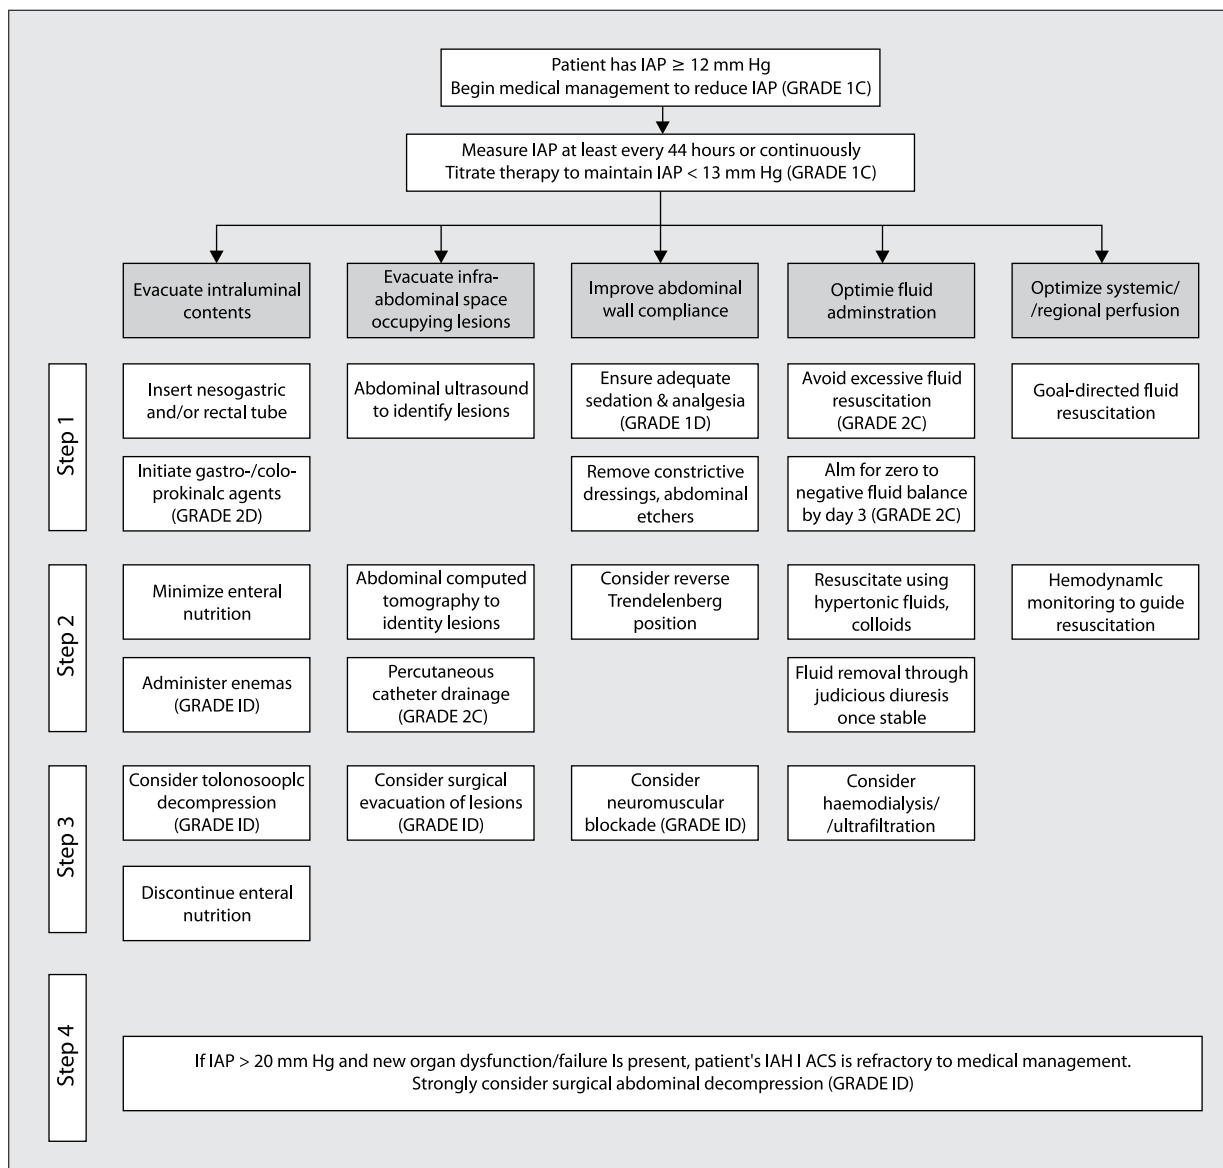 Patient has IAP ≥ 12 mm Hg
Begin medical management to reduce IAP (GRADE 1C)
Measure IAP at least every 44 hours or continuously
Titrate therapy to maintain IAP < 13 mm Hg (GRADE 1C)
Evacuate intraluminal
contents
Evacuate infra-
abdominal space
occupying lesions
Improve abdominal
wall compliance
Optimie fluid
adminstration
Optimize systemic/
/regional perfusion
Step 1
Insert nesogastric
and/or rectal tube
Abdominal ultrasound
to identify lesions
Ensure adequate
sedation & analgesia
(GRADE 1D)
Avoid excessive fluid
resuscitation
(GRADE 2C)
Goal-directed fluid
resuscitation
Initiate gastro-/colo-
prokinalc agents
(GRADE 2D)
Remove constrictive
dressings, abdominal
etchers
Alm for zero to
negative fluid balance
by day 3 (GRADE 2C)
Step 2
Minimize enteral
nutrition
Abdominal computed
tomography to
identity lesions
Consider reverse
Trendelenberg
position
Resuscitate using
hypertonic fluids,
colloids
Hemodynamlc
monitoring to guide
resuscitation
Administer enemas
(GRADE ID)
Percutaneous
catheter drainage
(GRADE 2C)
Fluid removal through
judicious diuresis
once stable
Step 3
Consider tolonosooplc
decompression
(GRADE ID)
Consider surgical
evacuation of lesions
(GRADE ID)
Consider
neuromuscular
blockade (GRADE ID)
Consider
haemodialysis/
/ultrafiltration
Discontinue enteral
nutrition
Step 4
If IAP > 20 mm Hg and new organ dysfunction/failure Is present, patient's IAH I ACS is refractory to medical management.
Strongly consider surgical abdominal decompression (GRADE ID)